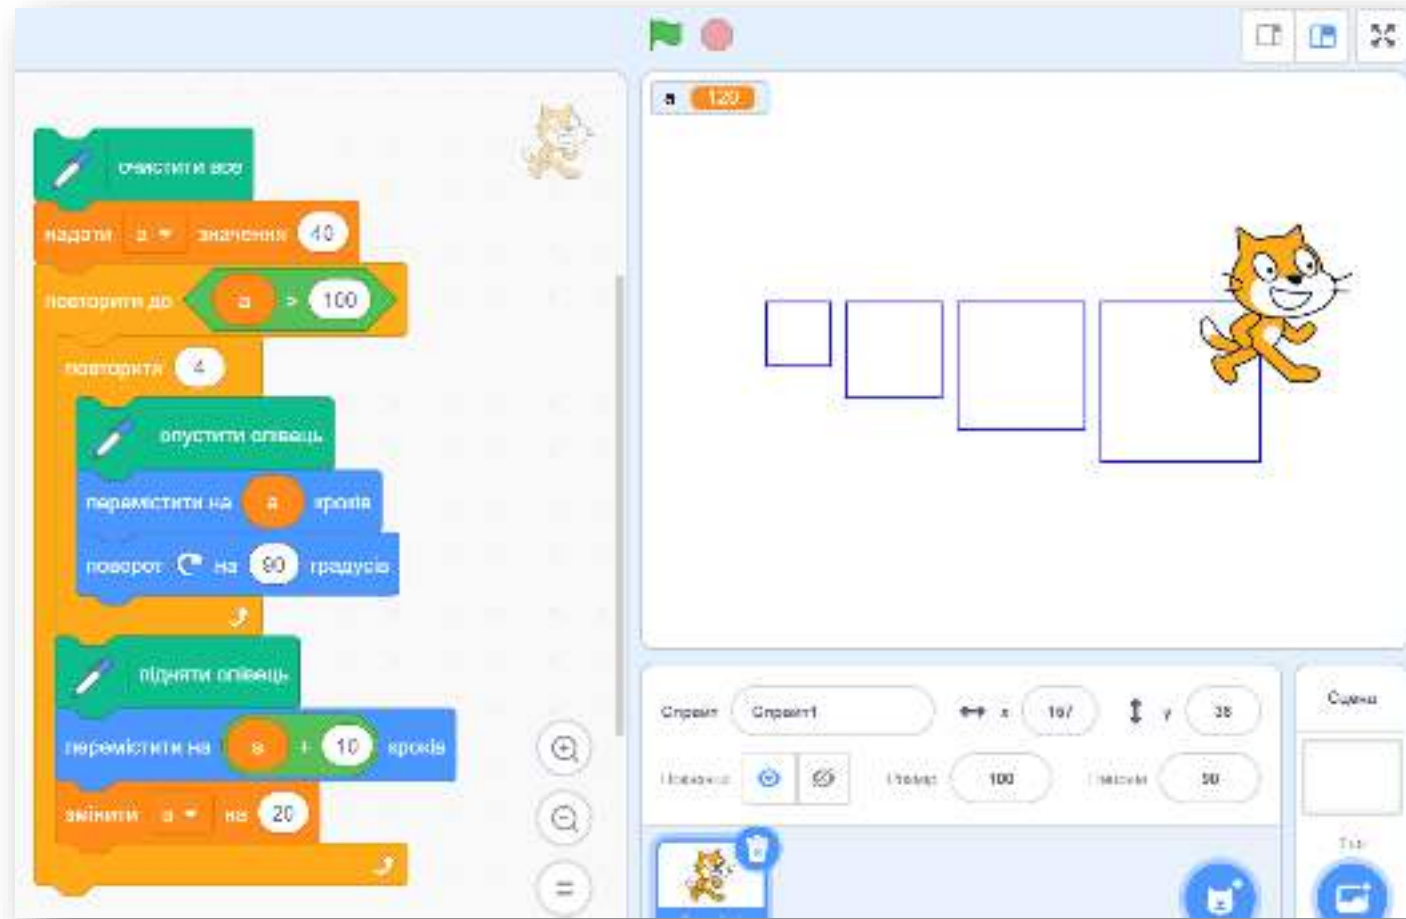 очистити все
надати a значення 40
повторити до a > 100
повторити 4
опустити олівець
перемістити на a кроків
поворот на 90 градусів
підняти олівець
перемістити на a + 10 кроків
змінити a на 20
a 120
Спрайт Спрайт1 x 167 y 38
100 90
Сцена